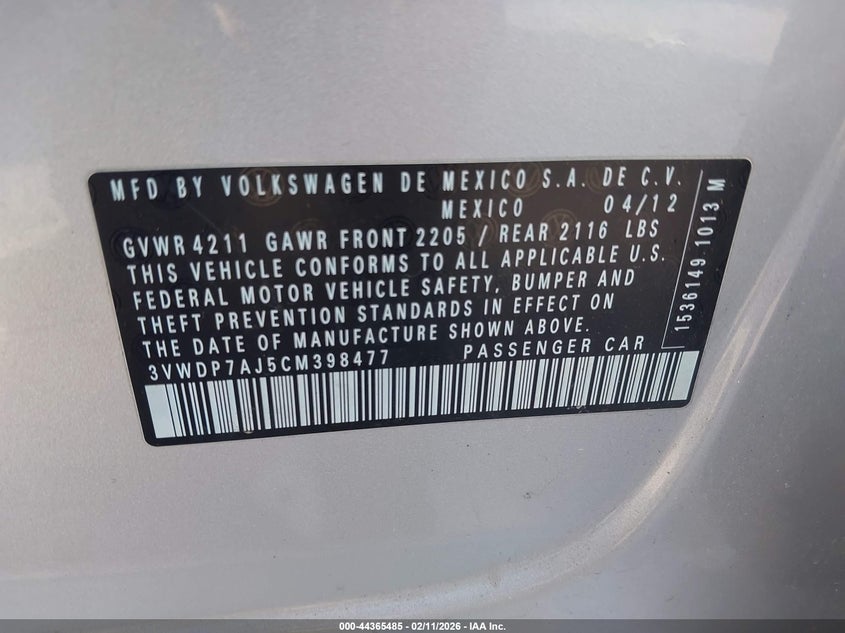 MFD BY VOLKSWAGEN DE MEXICO S.A. DE C.V.
MEXICO 04/12
GVWR 4211 GAWR FRONT 2205 / REAR 2116 LBS
THIS VEHICLE CONFORMS TO ALL APPLICABLE U.S.
FEDERAL MOTOR VEHICLE SAFETY, BUMPER AND
THEFT PREVENTION STANDARDS IN EFFECT ON
THE DATE OF MANUFACTURE SHOWN ABOVE.
3VWDP7AJ5CM398477 PASSENGER CAR
1536149 1013 M
000-44365485 - 02/11/2026 - IAA Inc.